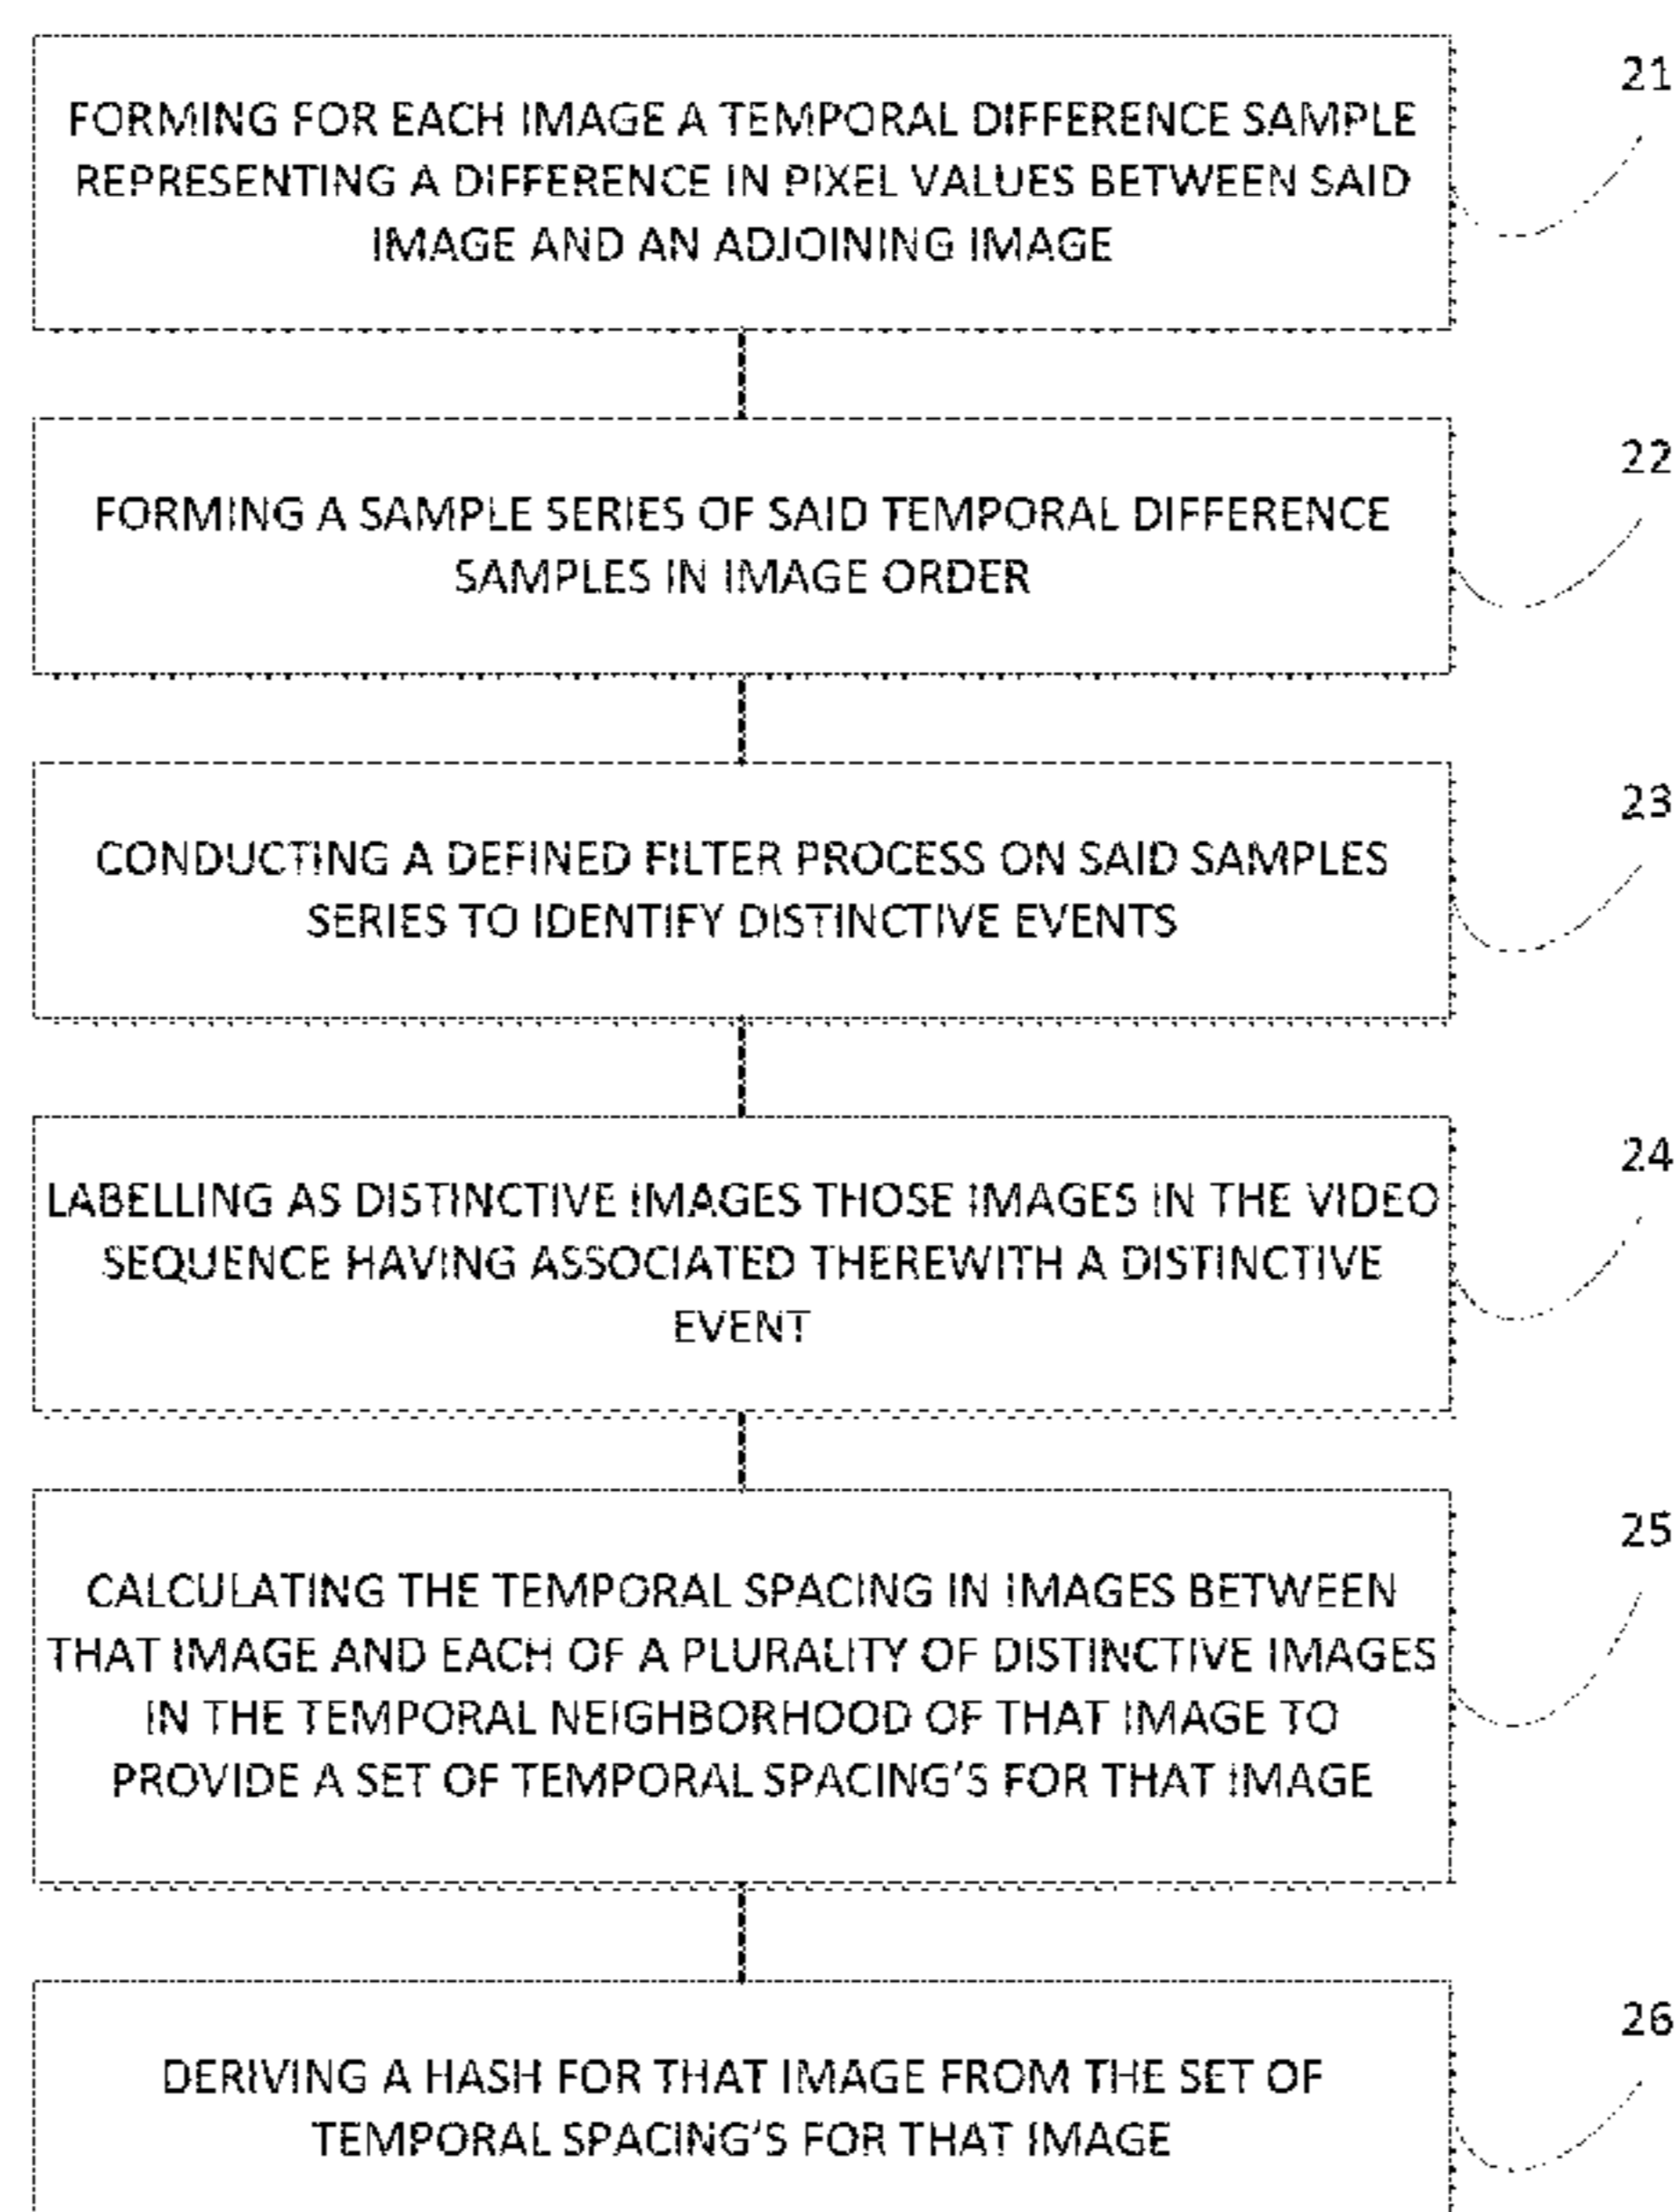 21
FORMING FOR EACH IMAGE A TEMPORAL DIFFERENCE SAMPLE
REPRESENTING A DIFFERENCE IN PIXEL VALUES BETWEEN SAID
IMAGE AND AN ADJOINING IMAGE
22
FORMING A SAMPLE SERIES OF SAID TEMPORAL DIFFERENCE
SAMPLES IN IMAGE ORDER
23
CONDUCTING A DEFINED FILTER PROCESS ON SAID SAMPLES
SERIES TO IDENTIFY DISTINCTIVE EVENTS
24
LABELLING AS DISTINCTIVE IMAGES THOSE IMAGES IN THE VIDEO
SEQUENCE HAVING ASSOCIATED THEREWITH A DISTINCTIVE
EVENT
25
CALCULATING THE TEMPORAL SPACING IN IMAGES BETWEEN
THAT IMAGE AND EACH OF A PLURALITY OF DISTINCTIVE IMAGES
IN THE TEMPORAL NEIGHBORHOOD OF THAT IMAGE TO
PROVIDE A SET OF TEMPORAL SPACING'S FOR THAT IMAGE
26
DERIVING A HASH FOR THAT IMAGE FROM THE SET OF
TEMPORAL SPACING'S FOR THAT IMAGE